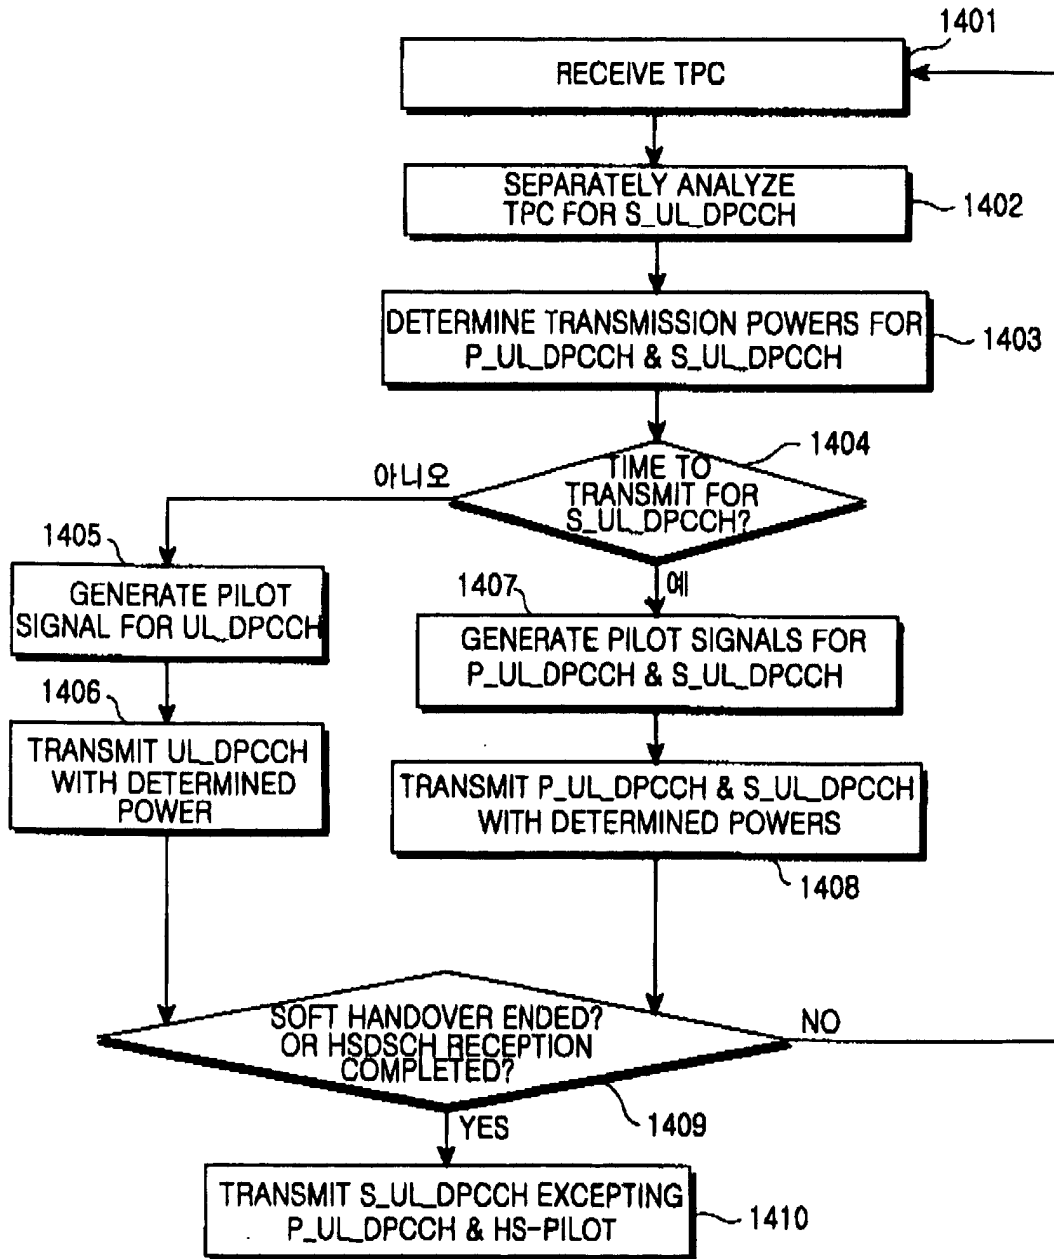 1401
RECEIVE TPC
SEPARATELY ANALYZE
TPC FOR S_UL_DPCCH
1402
DETERMINE TRANSMISSION POWERS FOR
P_UL_DPCCH & S_UL_DPCCH
1403
1404
TIME TO
TRANSMIT FOR
S_UL_DPCCH?
아니오
예
1405
GENERATE PILOT
SIGNAL FOR UL_DPCCH
1407
GENERATE PILOT SIGNALS FOR
P_UL_DPCCH & S_UL_DPCCH
1406
TRANSMIT UL_DPCCH
WITH DETERMINED
POWER
TRANSMIT P_UL_DPCCH & S_UL_DPCCH
WITH DETERMINED POWERS
1408
SOFT HANDOVER ENDED?
OR HSDSCH RECEPTION
COMPLETED?
NO
1409
YES
TRANSMIT S_UL_DPCCH EXCEPTING
P_UL_DPCCH & HS-PILOT
1410